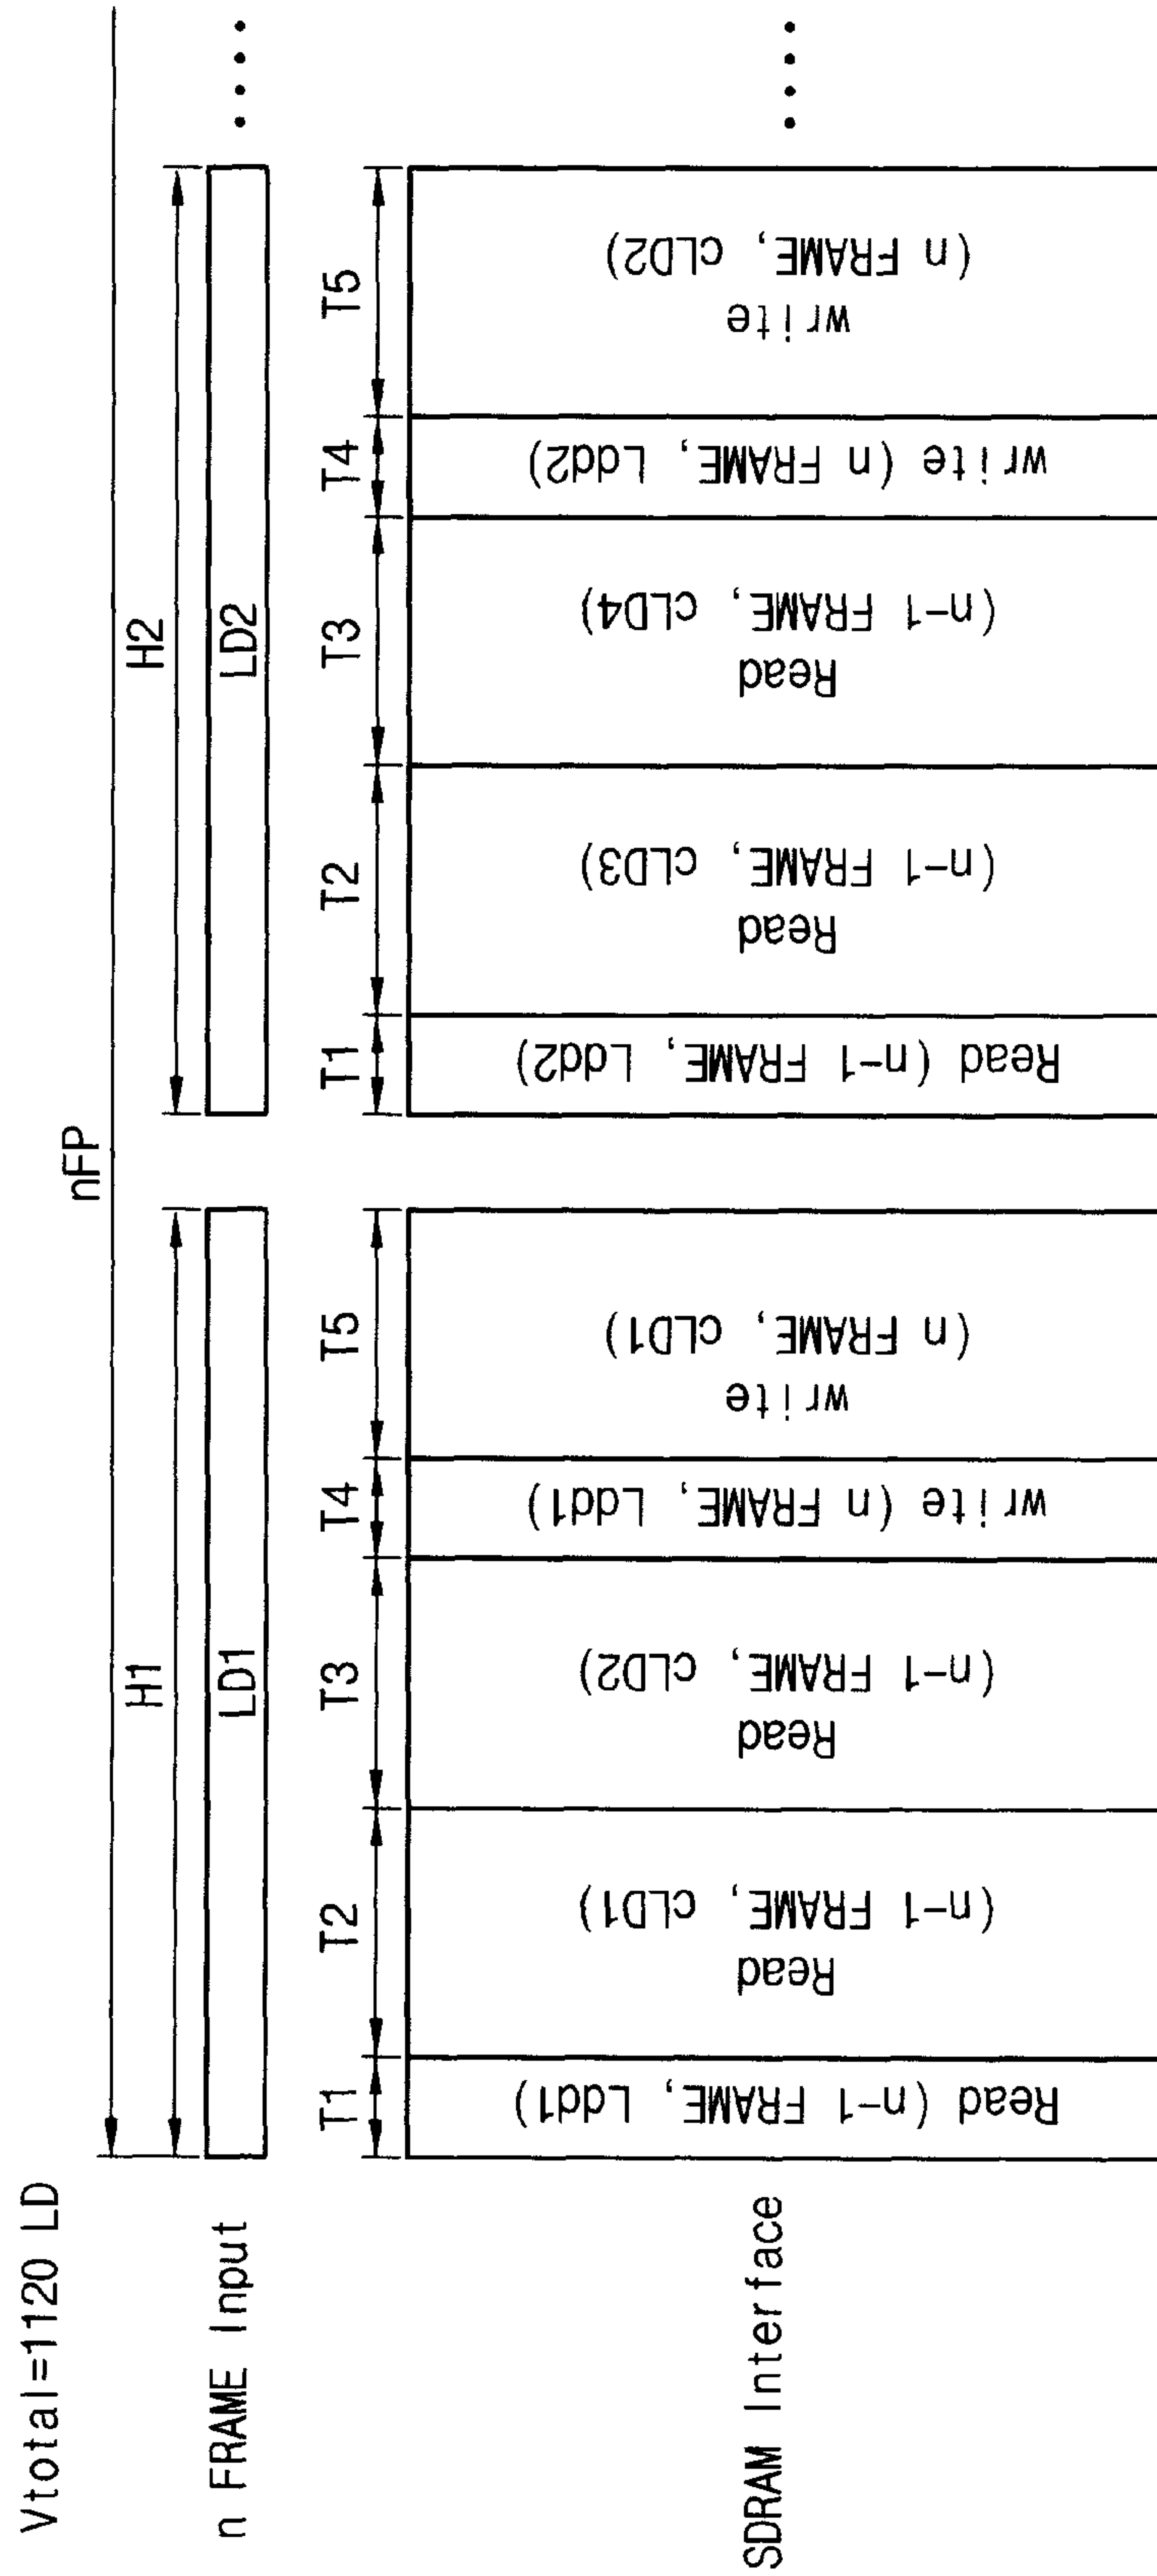 Vtotal=1120 LD
nFP
H1
H2
n FRAME Input
LD1
LD2
T1
T2
T3
T4
T5
T1
T2
T3
T4
T5
SDRAM Interface
Read (n-1 FRAME, Ldd1)
Read
(n-1 FRAME, cLD1)
Read
(n-1 FRAME, cLD2)
write (n FRAME, Ldd1)
write
(n FRAME, cLD1)
Read (n-1 FRAME, Ldd2)
Read
(n-1 FRAME, cLD3)
Read
(n-1 FRAME, cLD4)
write (n FRAME, Ldd2)
write
(n FRAME, cLD2)